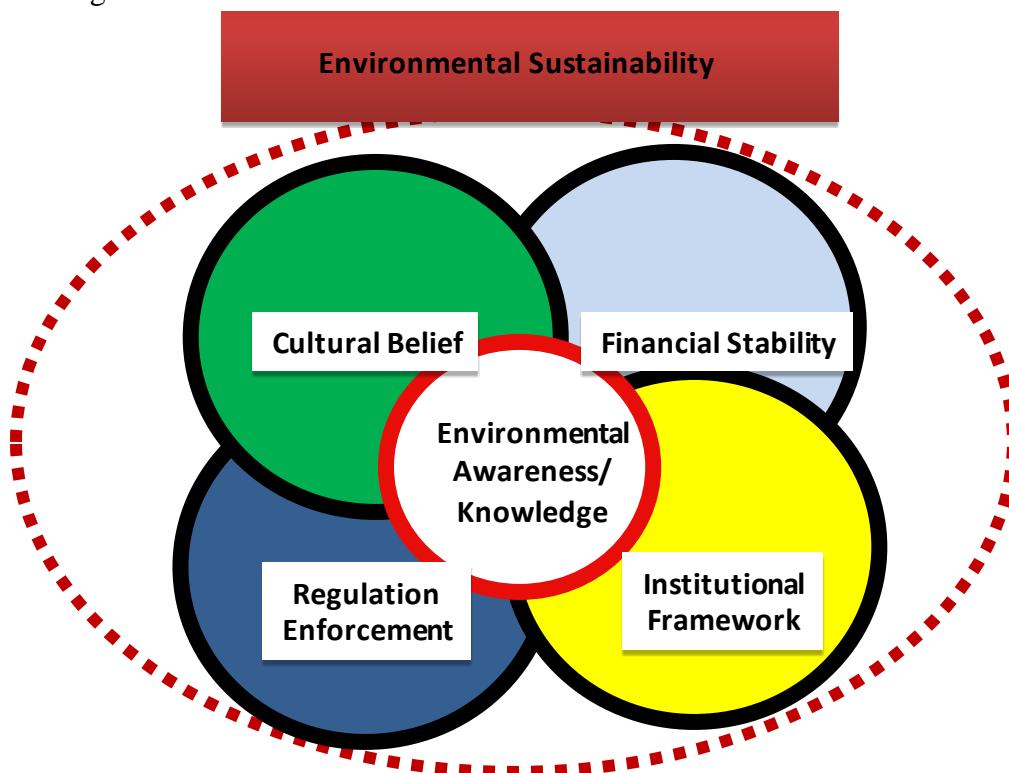 Environmental Sustainability
Cultural Belief
Financial Stability
Environmental
Awareness/
Knowledge
Regulation
Enforcement
Institutional
Framework